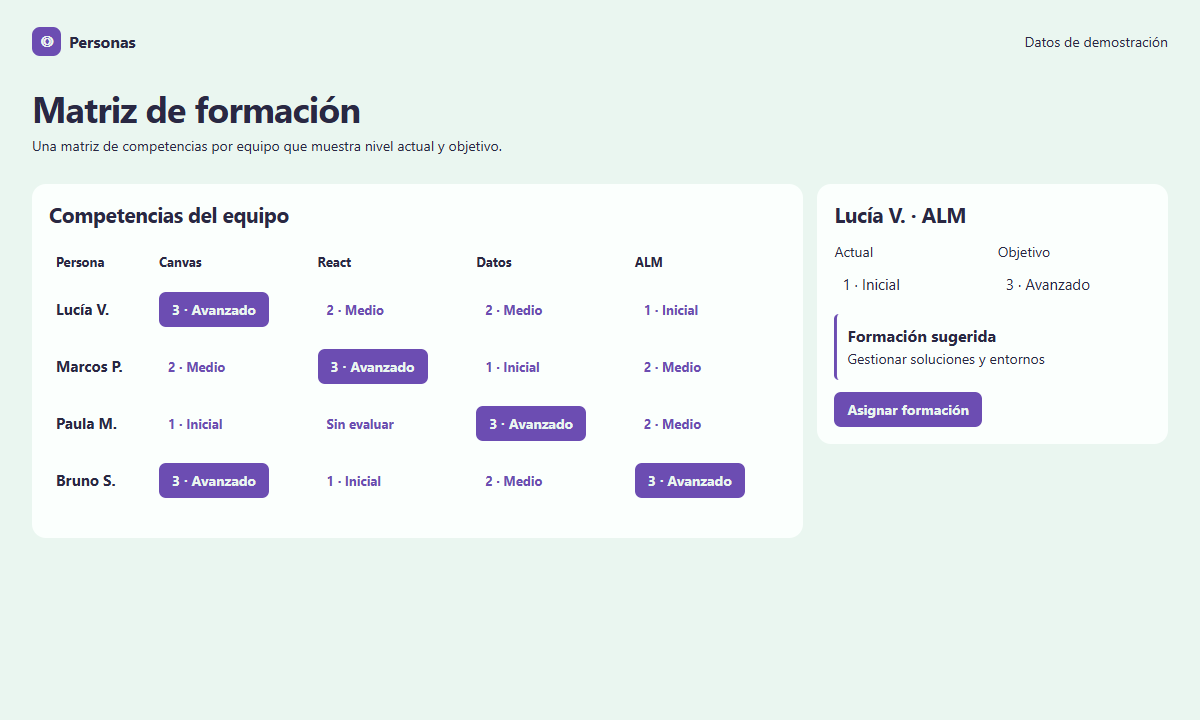 Personas
Datos de demostración
Matriz de formación
Una matriz de competencias por equipo que muestra nivel actual y objetivo.
Competencias del equipo
Persona Canvas React Datos ALM
Lucía V. 3 · Avanzado 2 · Medio 2 · Medio 1 · Inicial
Marcos P. 2 · Medio 3 · Avanzado 1 · Inicial 2 · Medio
Paula M. 1 · Inicial Sin evaluar 3 · Avanzado 2 · Medio
Bruno S. 3 · Avanzado 1 · Inicial 2 · Medio 3 · Avanzado
Lucía V. · ALM
Actual Objetivo
1 · Inicial 3 · Avanzado
Formación sugerida
Gestionar soluciones y entornos
Asignar formación